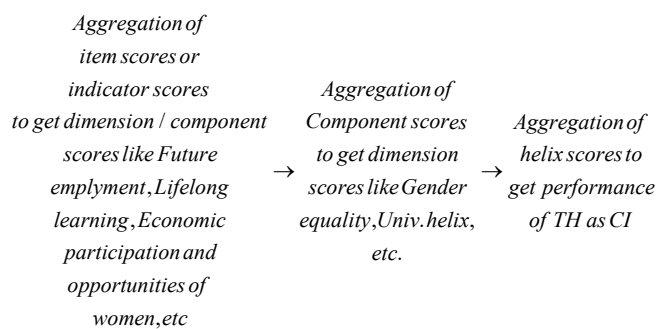 Aggregation of
item scores or
indicator scores
to get dimension / component
scores like Future
emplyment, Lifelong
learning, Economic
participation and
opportunities of
women, etc
→
Aggregation of
Component scores
to get dimension
scores like Gender
equality, Univ. helix,
etc.
→
Aggregation of
helix scores to
get performance
of TH as CI